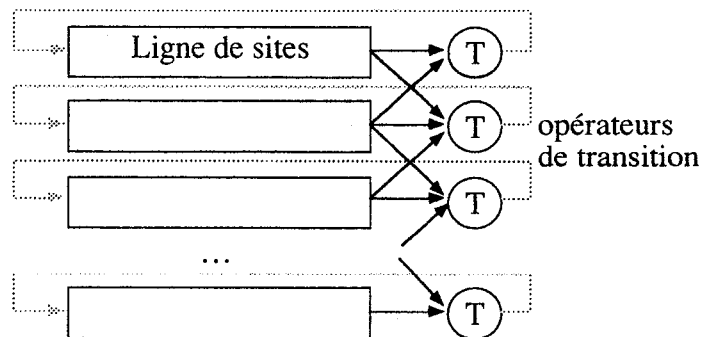 Ligne de sites
T
T
opérateurs
de transition
T
...
T